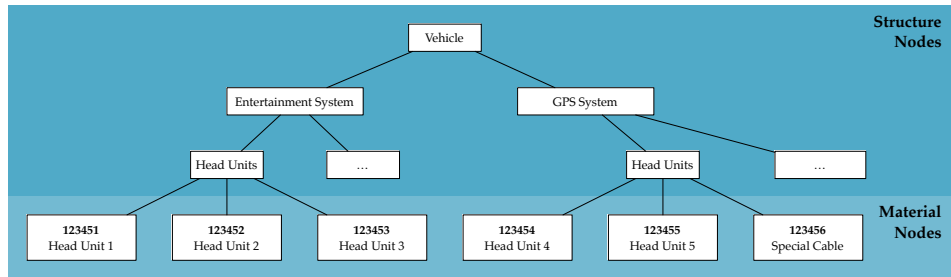 Structure
Nodes
Vehicle
Entertainment System
GPS System
Head Units
...
Head Units
...
Material
Nodes
123451
Head Unit 1
123452
Head Unit 2
123453
Head Unit 3
123454
Head Unit 4
123455
Head Unit 5
123456
Special Cable